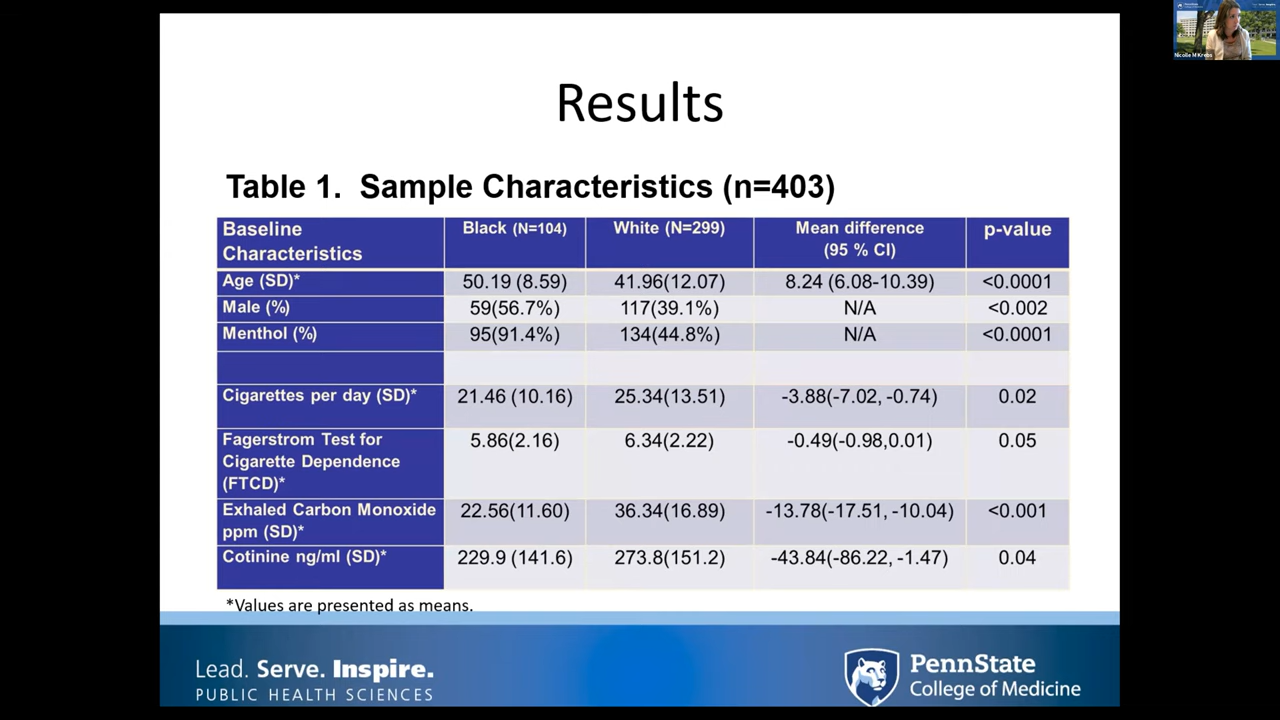 Results
Table 1.  Sample Characteristics (n=403)
Baseline Characteristics | Black (N=104) | White (N=299) | Mean difference (95 % CI) | p-value
Age (SD)* | 50.19 (8.59) | 41.96(12.07) | 8.24 (6.08-10.39) | <0.0001
Male (%) | 59(56.7%) | 117(39.1%) | N/A | <0.002
Menthol (%) | 95(91.4%) | 134(44.8%) | N/A | <0.0001
Cigarettes per day (SD)* | 21.46 (10.16) | 25.34(13.51) | -3.88(-7.02, -0.74) | 0.02
Fagerstrom Test for Cigarette Dependence (FTCD)* | 5.86(2.16) | 6.34(2.22) | -0.49(-0.98,0.01) | 0.05
Exhaled Carbon Monoxide ppm (SD)* | 22.56(11.60) | 36.34(16.89) | -13.78(-17.51, -10.04) | <0.001
Cotinine ng/ml (SD)* | 229.9 (141.6) | 273.8(151.2) | -43.84(-86.22, -1.47) | 0.04
*Values are presented as means.
Lead. Serve. Inspire.
PUBLIC HEALTH SCIENCES
PennState
College of Medicine
Nicolle M Krebs